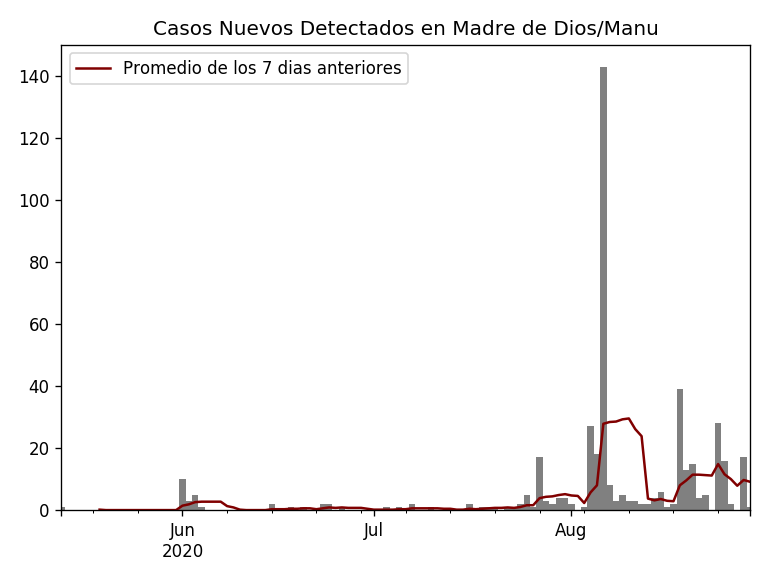 Casos Nuevos Detectados en Madre de Dios/Manu
Promedio de los 7 dias anteriores
140
120
100
80
60
40
20
0
Jun
2020
Jul
Aug